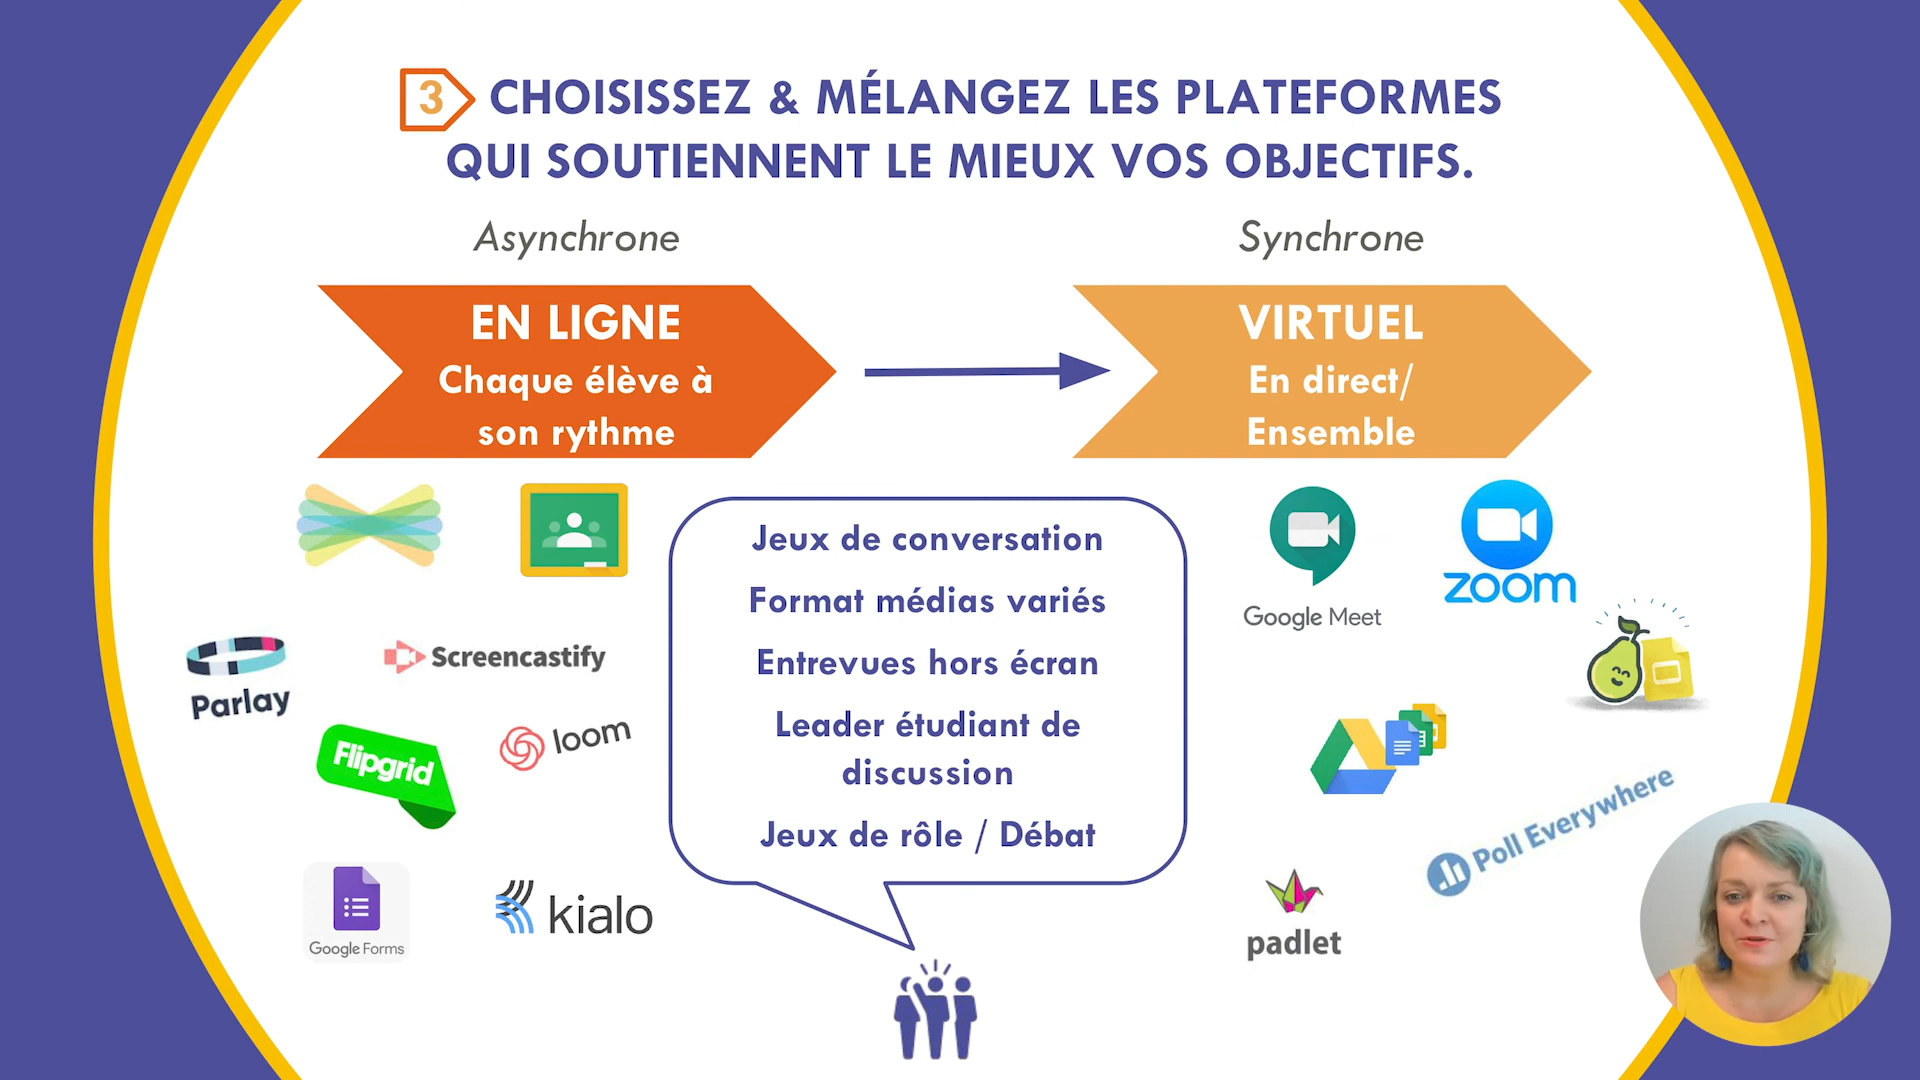 3 CHOISISSEZ & MÉLANGEZ LES PLATEFORMES
QUI SOUTIENNENT LE MIEUX VOS OBJECTIFS.
Asynchrone
Synchrone
EN LIGNE
Chaque élève à
son rythme
VIRTUEL
En direct/
Ensemble
Jeux de conversation
Format médias variés
Entrevues hors écran
Leader étudiant de
discussion
Jeux de rôle / Débat
Parlay
Screencastify
Flipgrid
loom
Google Forms
kialo
Google Meet
zoom
Poll Everywhere
padlet